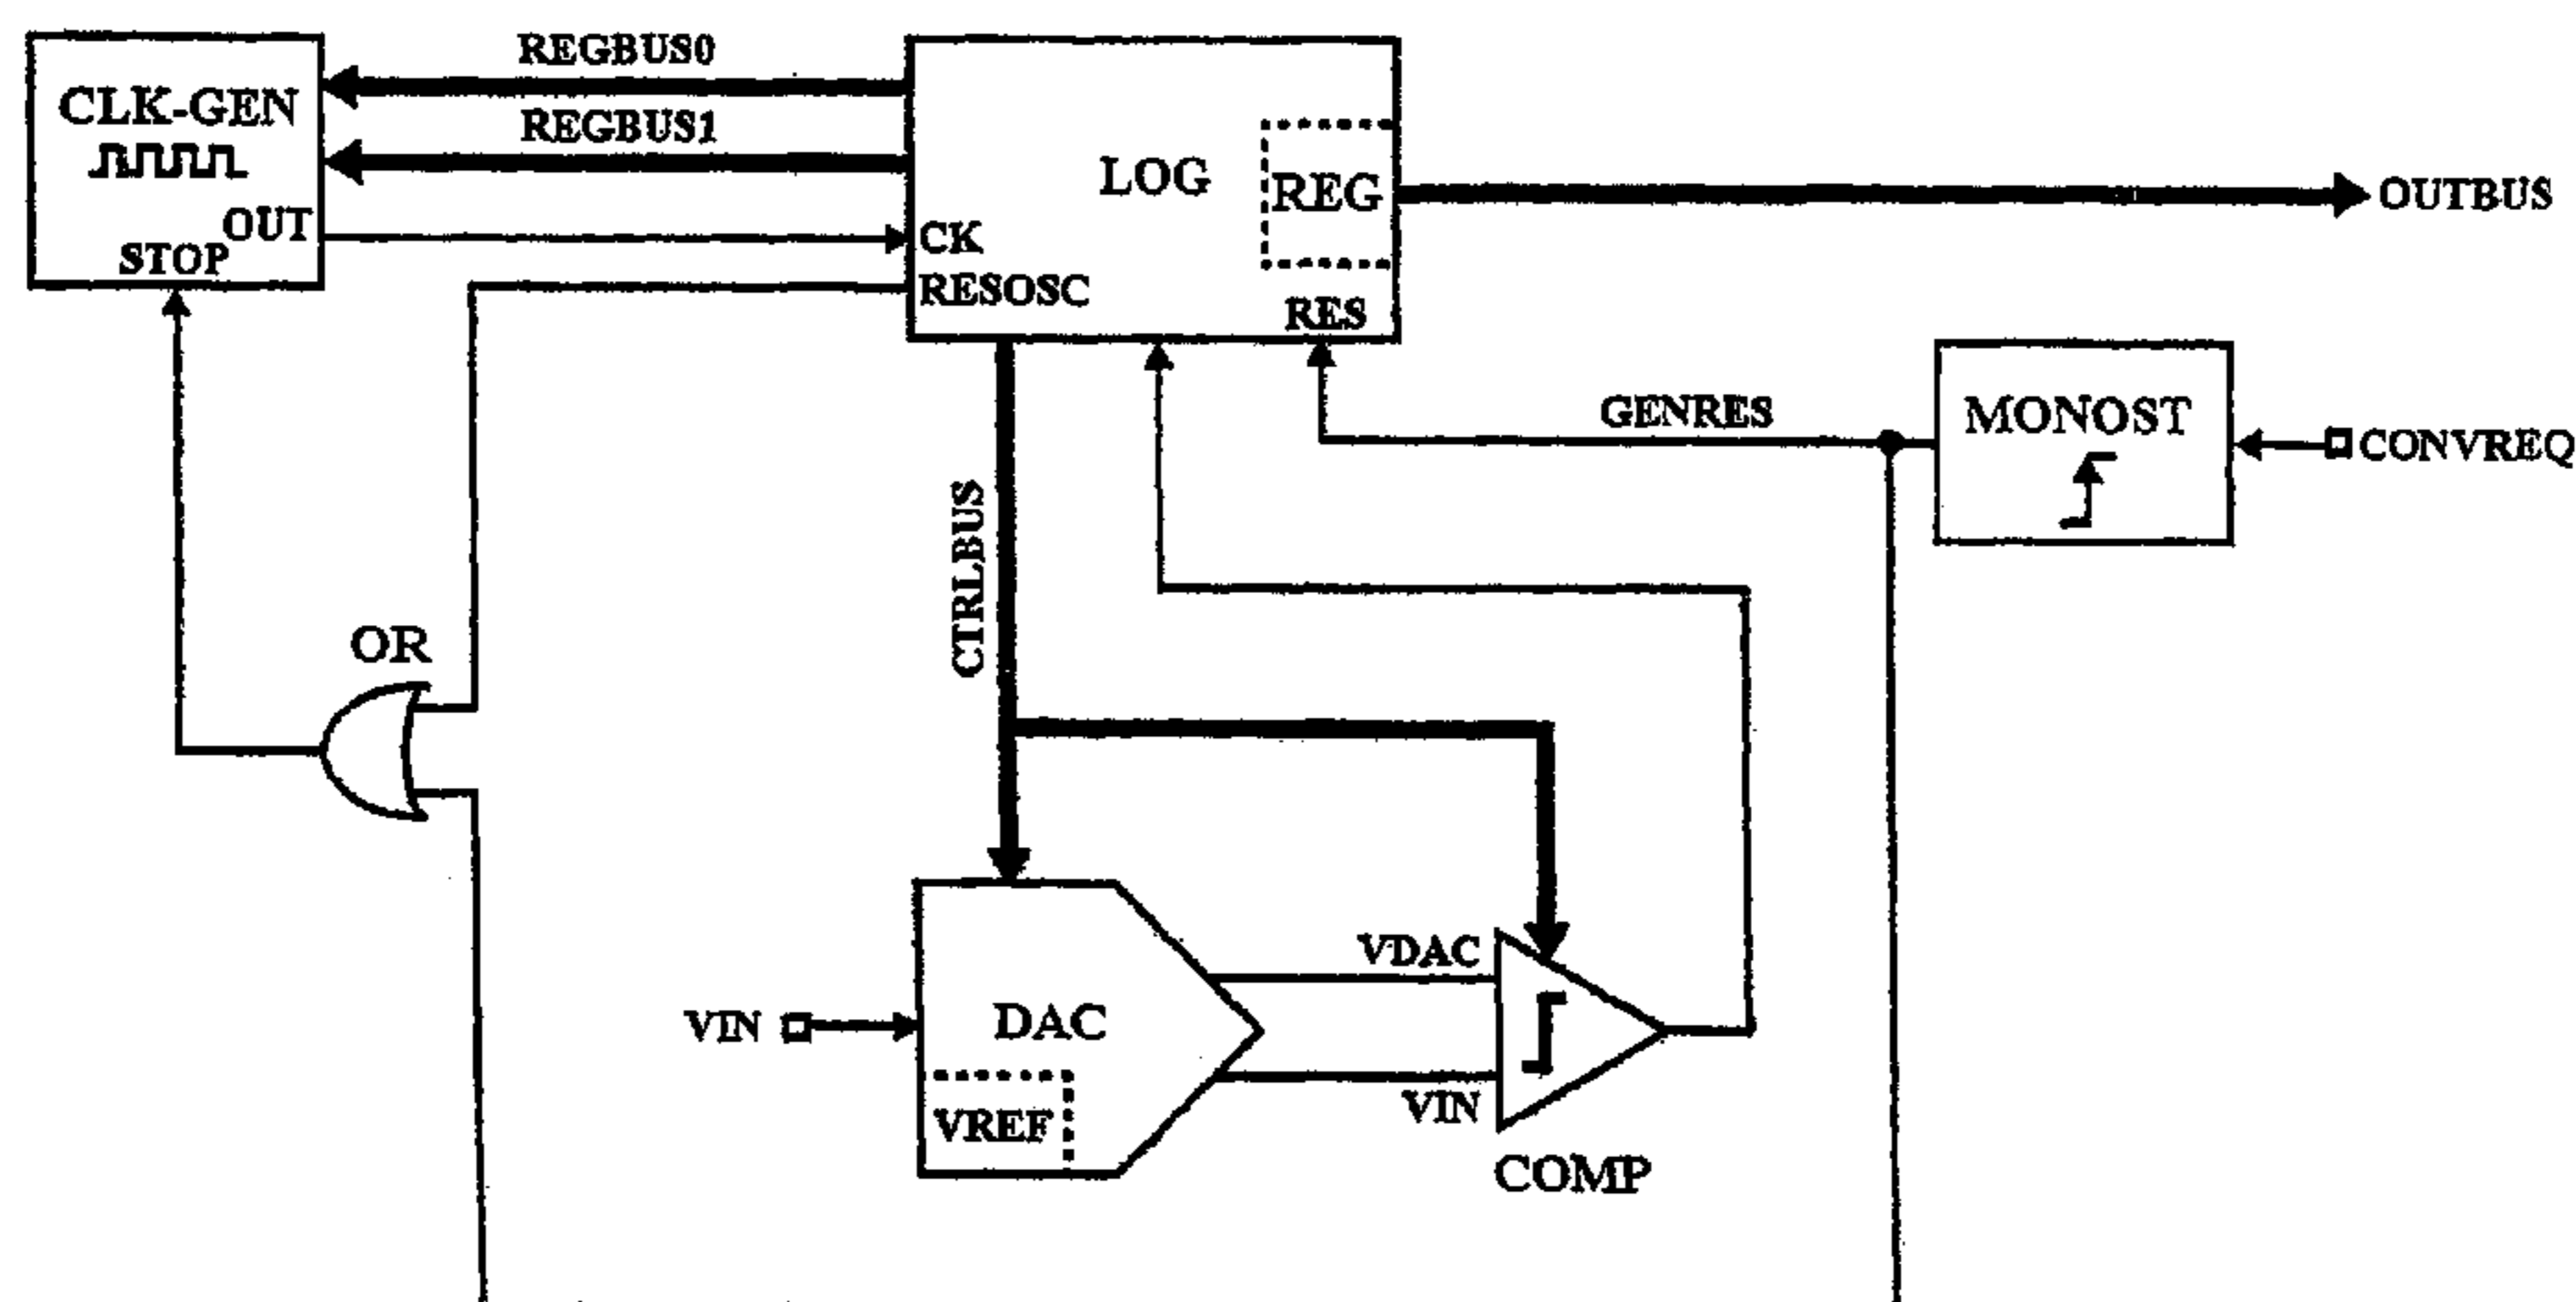 REGBUS0
CLK-GEN
REGBUS1
OUT
STOP
LOG
REG
CK
RESOSC
RES
OUTBUS
GENRES
MONOST
CONVREQ
CTRLBUS
OR
VDAC
VIN
DAC
VREF
VIN
COMP